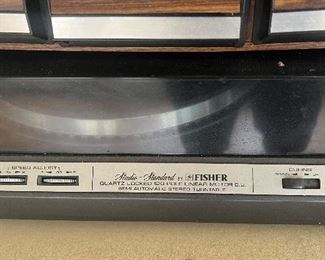 SPEED ADJUST
Studio-Standard BY FISHER
QUARTZ LOCKED 120 POLE LINEAR MOTOR D.D.
SEMI AUTOMATIC STEREO TURNTABLE
CUEING